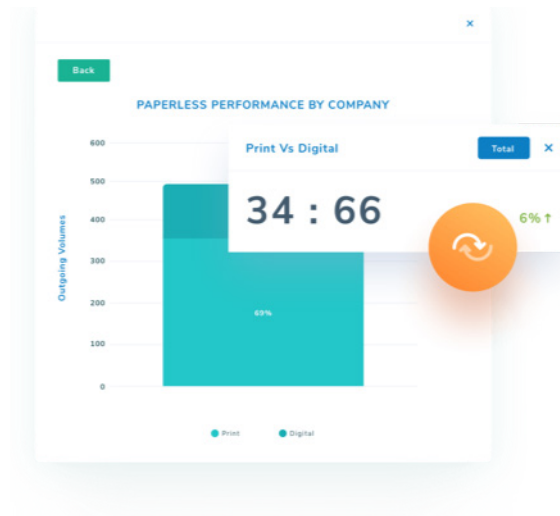 ×
Back
PAPERLESS PERFORMANCE BY COMPANY
Print Vs Digital
Total
×
34 : 66
6% ↑
Outgoing Volumes
600
500
400
300
200
100
0
69%
Print
Digital